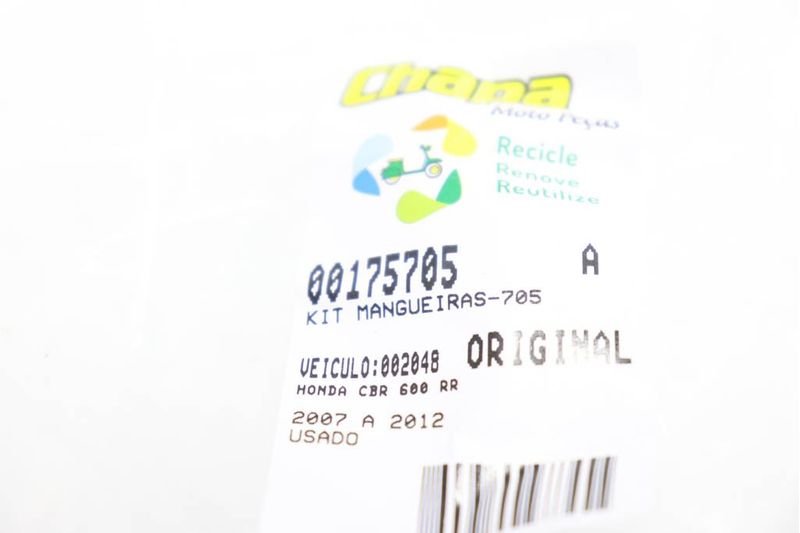 Chapa
Moto Peças
Recicle
Renove
Reutilize
00175705 A
KIT MANGUEIRAS-705
VEICULO:002048 ORIGINAL
HONDA CBR 600 RR
2007 A 2012
USADO